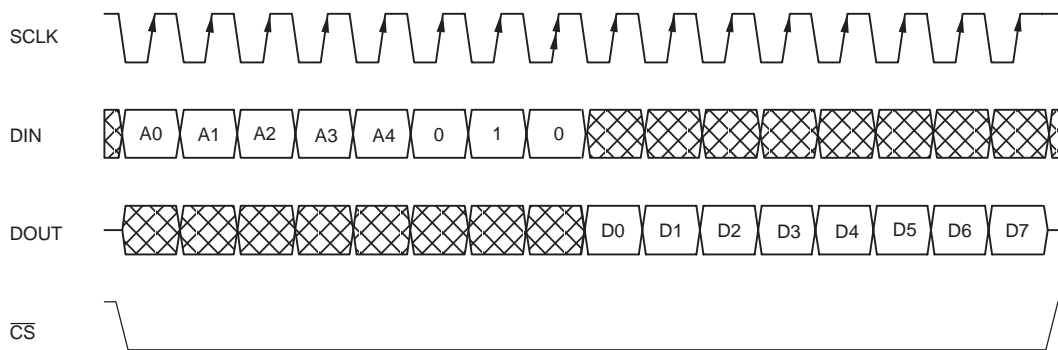 SCLK
DIN A0 A1 A2 A3 A4 0 1 0
DOUT D0 D1 D2 D3 D4 D5 D6 D7
C̅S̅